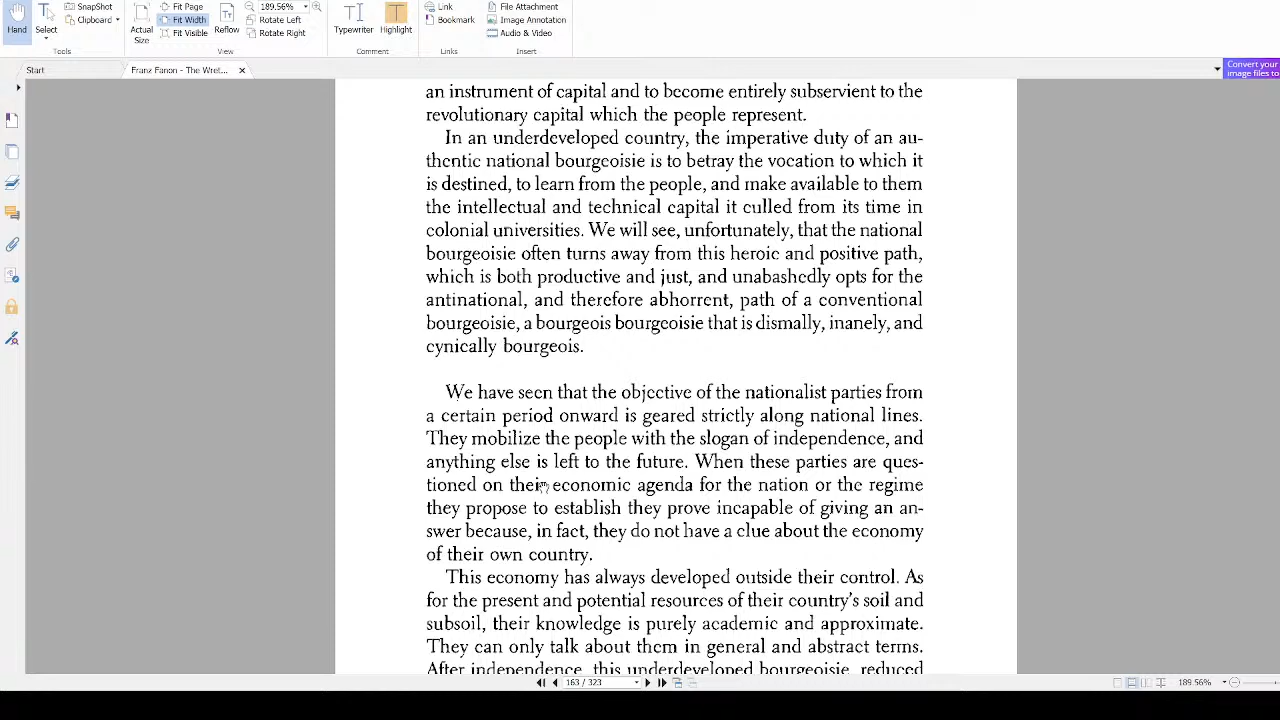 SnapShot
Clipboard
Hand
Select
Tools
Actual Size
Fit Page
Fit Width
Fit Visible
Reflow
189.56%
Rotate Left
Rotate Right
View
Typewriter
Highlight
Comment
Link
Bookmark
Links
File Attachment
Image Annotation
Audio & Video
Insert
Start
Franz Fanon - The Wret...
Convert your
image files to
an instrument of capital and to become entirely subservient to the
revolutionary capital which the people represent.
In an underdeveloped country, the imperative duty of an au-
thentic national bourgeoisie is to betray the vocation to which it
is destined, to learn from the people, and make available to them
the intellectual and technical capital it culled from its time in
colonial universities. We will see, unfortunately, that the national
bourgeoisie often turns away from this heroic and positive path,
which is both productive and just, and unabashedly opts for the
antinational, and therefore abhorrent, path of a conventional
bourgeoisie, a bourgeois bourgeoisie that is dismally, inanely, and
cynically bourgeois.
We have seen that the objective of the nationalist parties from
a certain period onward is geared strictly along national lines.
They mobilize the people with the slogan of independence, and
anything else is left to the future. When these parties are ques-
tioned on their economic agenda for the nation or the regime
they propose to establish they prove incapable of giving an an-
swer because, in fact, they do not have a clue about the economy
of their own country.
This economy has always developed outside their control. As
for the present and potential resources of their country's soil and
subsoil, their knowledge is purely academic and approximate.
They can only talk about them in general and abstract terms.
After independence, this underdeveloped bourgeoisie, reduced
163 / 323
189.56%